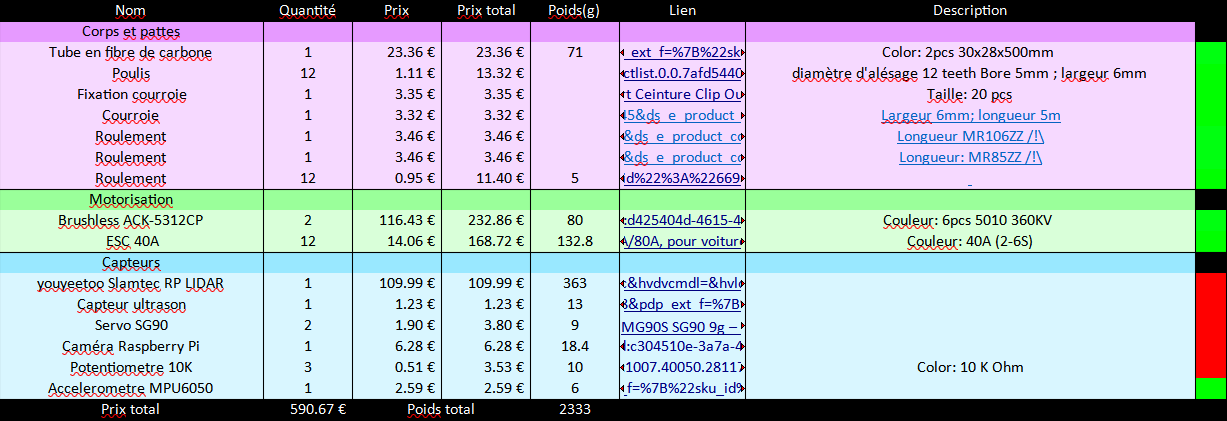 Nom Quantité Prix Prix total Poids(g) Lien Description
Corps et pattes
Tube en fibre de carbone 1 23.36 € 23.36 € 71 _ext_f=%7B%22sk Color: 2pcs 30x28x500mm
Poulis 12 1.11 € 13.32 € ctlist.0.0.7afd5440 diamètre d'alésage 12 teeth Bore 5mm ; largeur 6mm
Fixation courroie 1 3.35 € 3.35 € t Ceinture Clip Ou Taille: 20 pcs
Courroie 1 3.32 € 3.32 € 45&ds_e_product_ Largeur 6mm; longueur 5m
Roulement 1 3.46 € 3.46 € &ds_e_product_co Longueur MR106ZZ /!\
Roulement 1 3.46 € 3.46 € &ds_e_product_co Longueur: MR85ZZ /!\
Roulement 12 0.95 € 11.40 € 5 id%22%3A%22669
Motorisation
Brushless ACK-5312CP 2 116.43 € 232.86 € 80 :d425404d-4615-4 Couleur: 6pcs 5010 360KV
ESC 40A 12 14.06 € 168.72 € 132.8 /80A, pour voiture Couleur: 40A (2-6S)
Capteurs
youyeetoo Slamtec RP LIDAR 1 109.99 € 109.99 € 363 &hvdvcmdl=&hvlo
Capteur ultrason 1 1.23 € 1.23 € 13 &pdp_ext_f=%7B
Servo SG90 2 1.90 € 3.80 € 9 MG90S SG90 9g –
Caméra Raspberry Pi 1 6.28 € 6.28 € 18.4 :c304510e-3a7a-4
Potentiometre 10K 3 0.51 € 3.53 € 10 1007.40050.28117 Color: 10 K Ohm
Accelerometre MPU6050 1 2.59 € 2.59 € 6 _f=%7B%22sku_id%
Prix total 590.67 € Poids total 2333